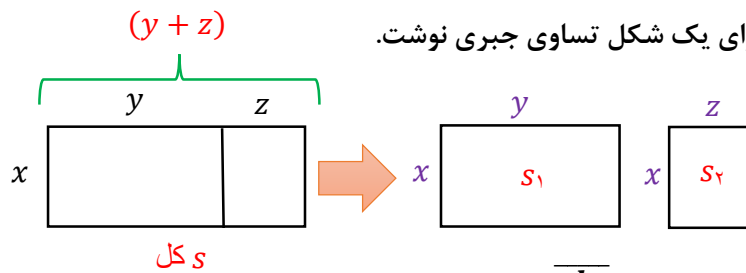 (y + z)
ای یک شکل تساوی جبری نوشت.
y z y z
x x s۱ x s۲
s کل